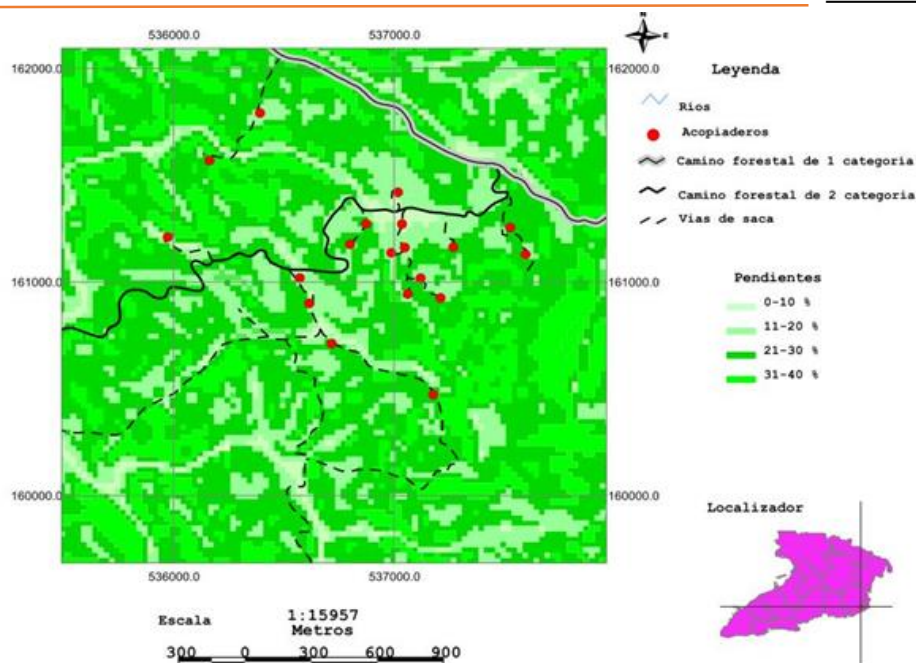 N
E
536000.0 537000.0
162000.0 162000.0
161000.0 161000.0
160000.0 160000.0
536000.0 537000.0
Leyenda
Rios
Acopiaderos
Camino forestal de 1 categoria
Camino forestal de 2 categoria
Vias de saca
Pendientes
0-10 %
11-20 %
21-30 %
31-40 %
Localizador
Escala 1:15957
Metros
300 0 300 600 900